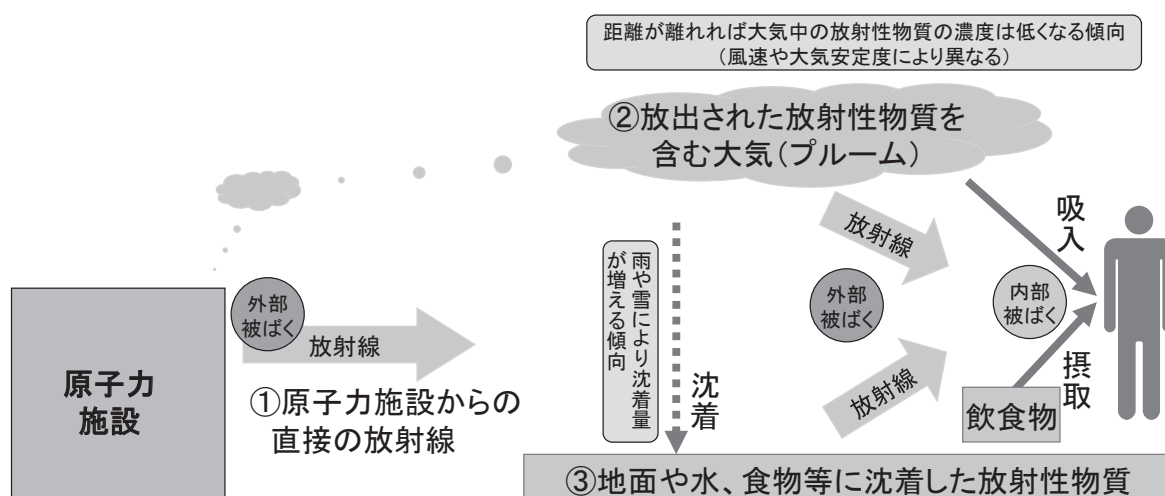 距離が離れれば大気中の放射性物質の濃度は低くなる傾向
(風速や大気安定度により異なる)
②放出された放射性物質を
含む大気(プルーム)
放射線
吸入
雨や雪により沈着量
が増える傾向
沈着
外部
被ばく
放射線
①原子力施設からの
直接の放射線
原子力
施設
外部
被ばく
内部
被ばく
放射線
摂取
飲食物
③地面や水、食物等に沈着した放射性物質